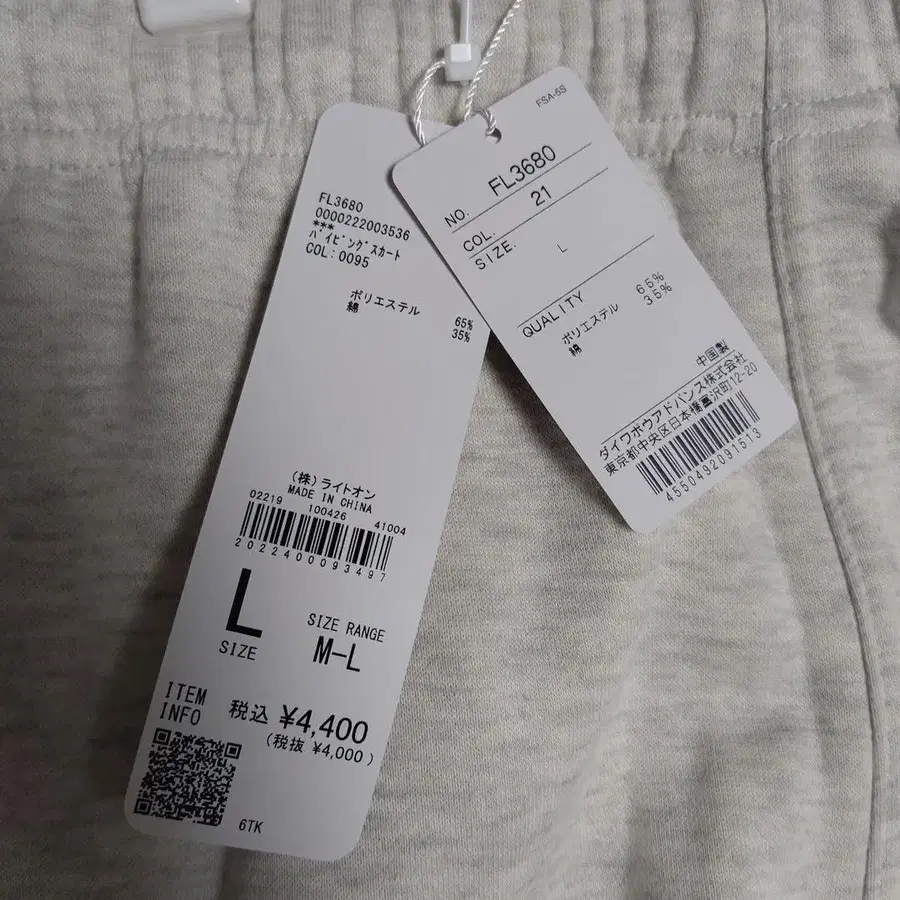 FL3680
0000222003536
***
パイピングスカート
COL:0095
ポリエステル 65%
綿 35%
(株)ライトオン
MADE IN CHINA
02219 100426 41004
2022400093497
L
SIZE
SIZE RANGE
M-L
ITEM
INFO
税込 ¥4,400
(税抜 ¥4,000)
6TK
FSA-5S
NO. FL3680
COL. 21
SIZE. L
QUALITY
ポリエステル 65%
綿 35%
中国製
ダイワボウアドバンス株式会社
東京都中央区日本橋富沢町12-20
4550492091513